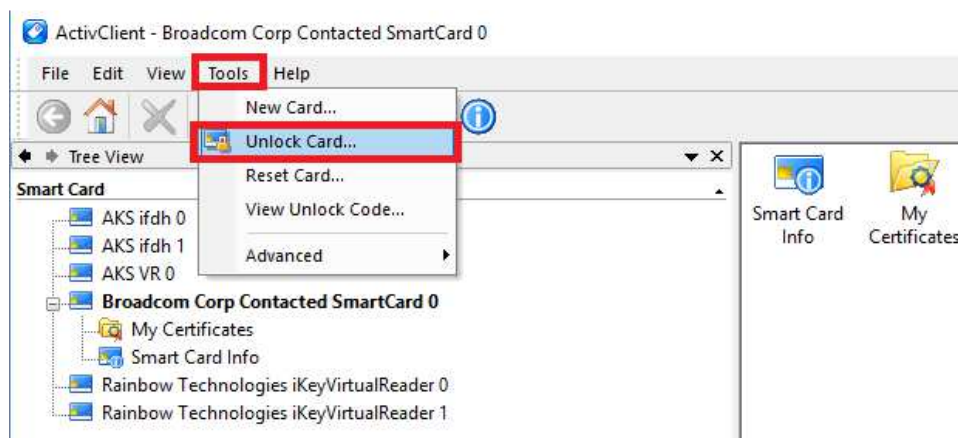 ActivClient - Broadcom Corp Contacted SmartCard 0
File Edit View Tools Help
New Card...
Unlock Card...
Reset Card...
View Unlock Code...
Advanced
Tree View
Smart Card
AKS ifdh 0
AKS ifdh 1
AKS VR 0
Broadcom Corp Contacted SmartCard 0
My Certificates
Smart Card Info
Rainbow Technologies iKeyVirtualReader 0
Rainbow Technologies iKeyVirtualReader 1
Smart Card
Info
My
Certificates